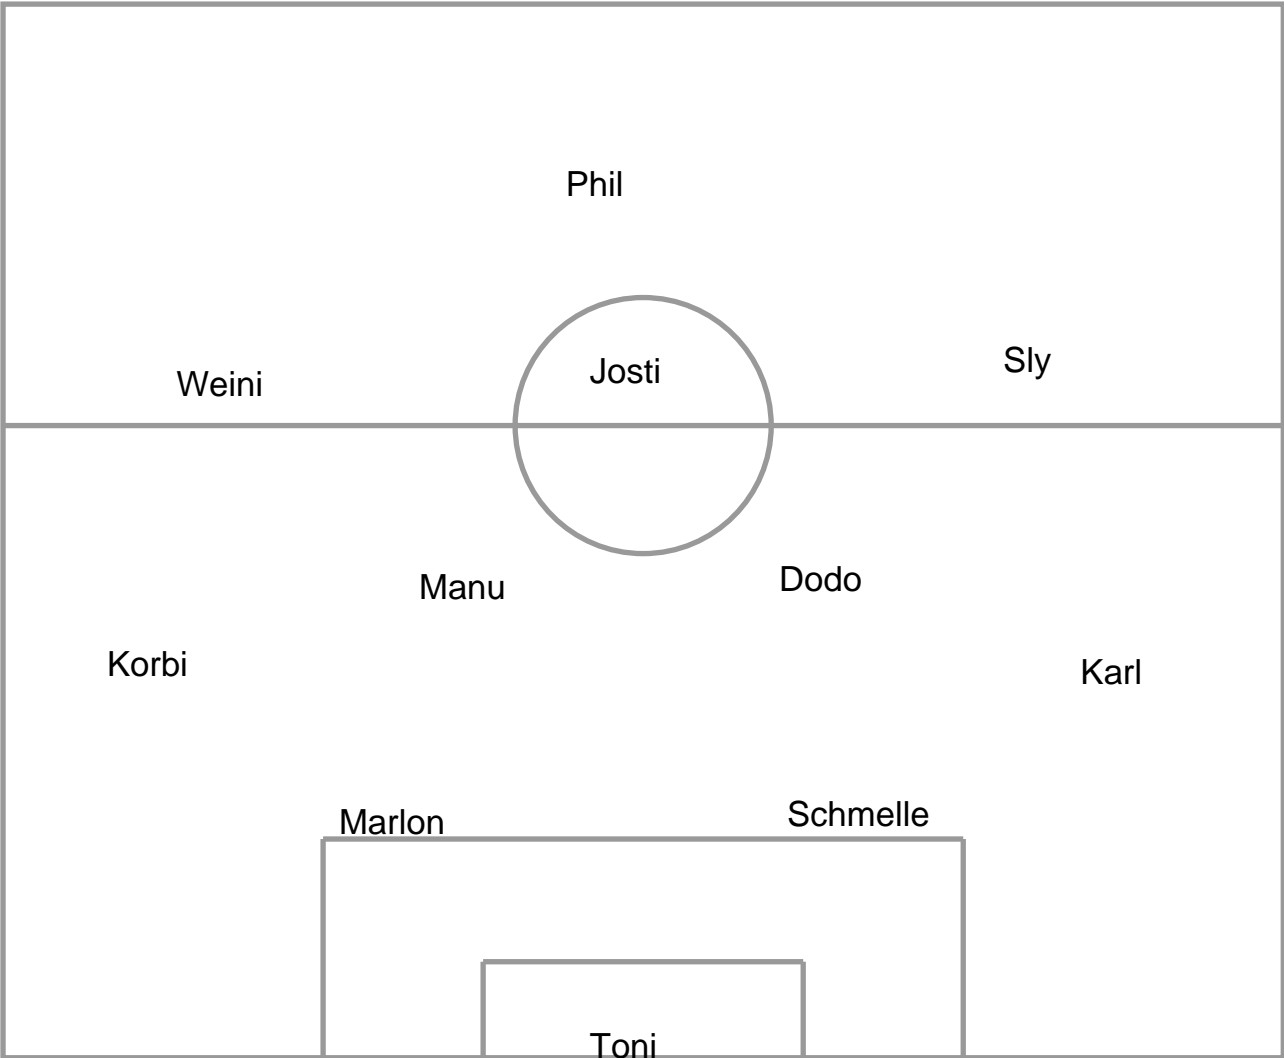 Phil
Weini
Josti
Sly
Manu
Dodo
Korbi
Karl
Marlon
Schmelle
Toni